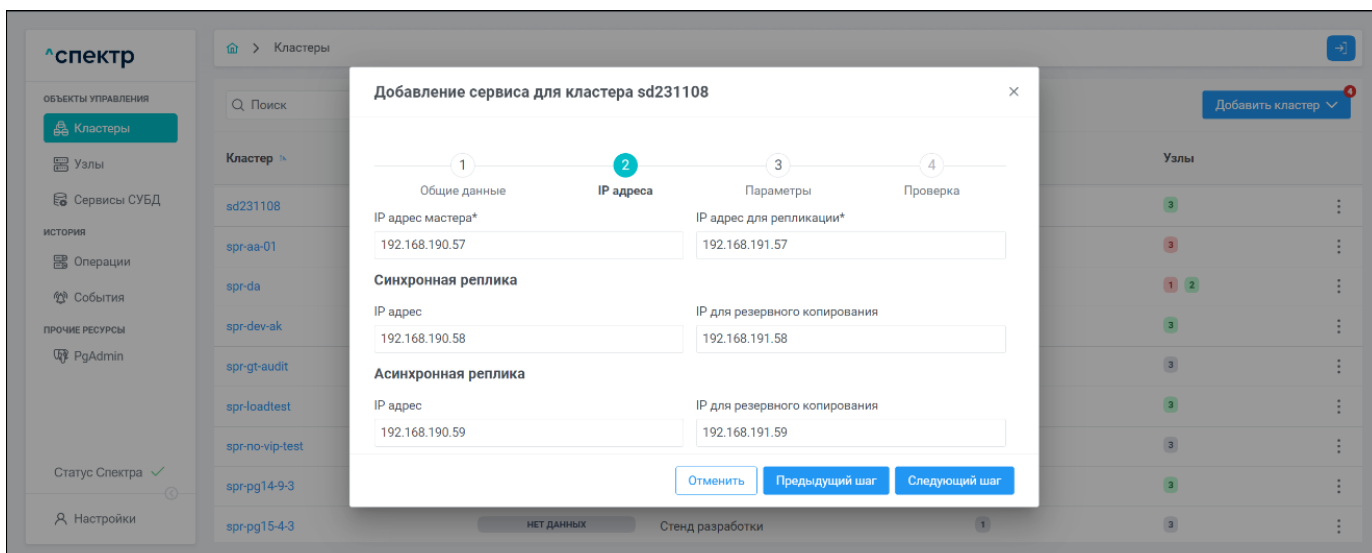 ^спектр
ОБЪЕКТЫ УПРАВЛЕНИЯ
Кластеры
Узлы
Сервисы СУБД
ИСТОРИЯ
Операции
События
ПРОЧИЕ РЕСУРСЫ
PgAdmin
Статус Спектра
Настройки
> Кластеры
Поиск
Добавить кластер
4
Кластер
Узлы
sd231108
3
spr-aa-01
3
spr-da
1 2
spr-dev-ak
3
spr-gt-audit
3
spr-loadtest
3
spr-no-vip-test
3
spr-pg14-9-3
3
spr-pg15-4-3 НЕТ ДАННЫХ Стенд разработки 1 3
Добавление сервиса для кластера sd231108
1 2 3 4
Общие данные IP адреса Параметры Проверка
IP адрес мастера* IP адрес для репликации*
192.168.190.57 192.168.191.57
Синхронная реплика
IP адрес IP для резервного копирования
192.168.190.58 192.168.191.58
Асинхронная реплика
IP адрес IP для резервного копирования
192.168.190.59 192.168.191.59
Отменить Предыдущий шаг Следующий шаг